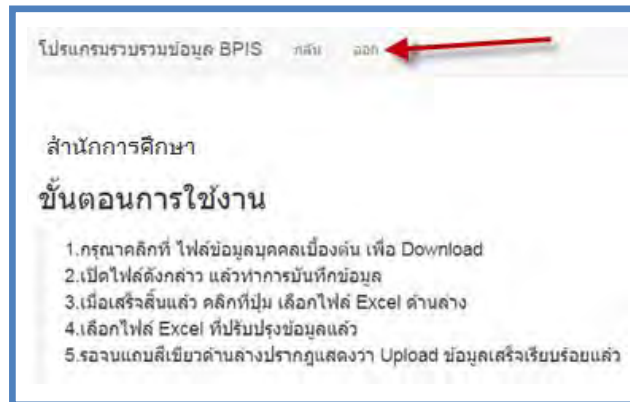 โปรแกรมรวบรวมข้อมูล BPIS กลับ ออก
สำนักการศึกษา
ขั้นตอนการใช้งาน
1.กรุณาคลิกที่ ไฟล์ข้อมูลบุคคลเบื้องต้น เพื่อ Download
2.เปิดไฟล์ดังกล่าว แล้วทำการบันทึกข้อมูล
3.เมื่อเสร็จสิ้นแล้ว คลิกที่ปุ่ม เลือกไฟล์ Excel ด้านล่าง
4.เลือกไฟล์ Excel ที่ปรับปรุงข้อมูลแล้ว
5.รอจนแถบสีเขียวด้านล่างปรากฎแสดงว่า Upload ข้อมูลเสร็จเรียบร้อยแล้ว